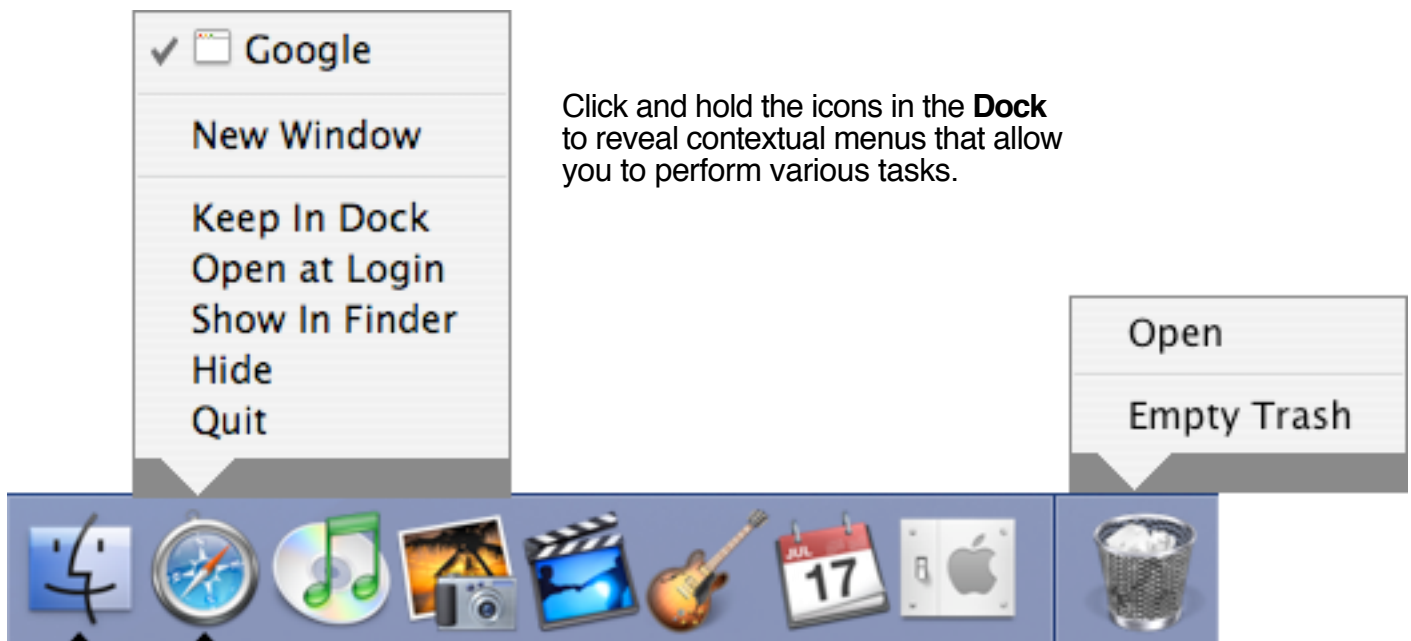 Google
New Window
Keep In Dock
Open at Login
Show In Finder
Hide
Quit
Click and hold the icons in the Dock
to reveal contextual menus that allow
you to perform various tasks.
Open
Empty Trash
JUL
17